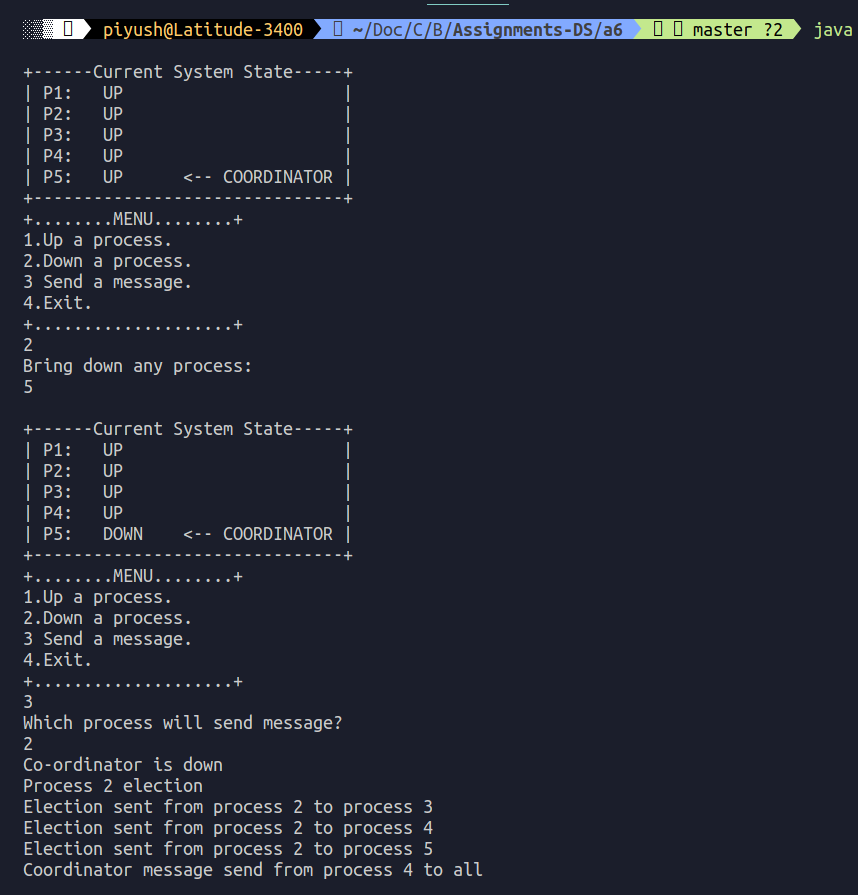 piyush@Latitude-3400 ~/Doc/C/B/Assignments-DS/a6 master ?2 java
+------Current System State-----+
| P1:   UP                      |
| P2:   UP                      |
| P3:   UP                      |
| P4:   UP                      |
| P5:   UP      <-- COORDINATOR |
+-------------------------------+
+........MENU........+
1.Up a process.
2.Down a process.
3 Send a message.
4.Exit.
+....................+
2
Bring down any process:
5
+------Current System State-----+
| P1:   UP                      |
| P2:   UP                      |
| P3:   UP                      |
| P4:   UP                      |
| P5:   DOWN    <-- COORDINATOR |
+-------------------------------+
+........MENU........+
1.Up a process.
2.Down a process.
3 Send a message.
4.Exit.
+....................+
3
Which process will send message?
2
Co-ordinator is down
Process 2 election
Election sent from process 2 to process 3
Election sent from process 2 to process 4
Election sent from process 2 to process 5
Coordinator message send from process 4 to all